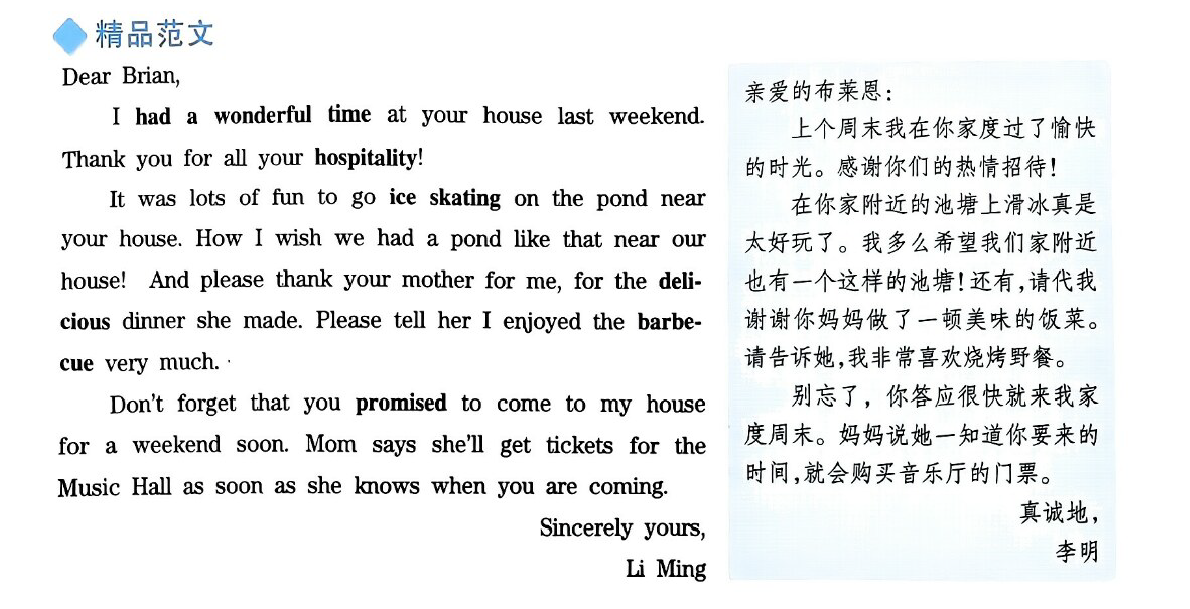 精品范文
Dear Brian,
I had a wonderful time at your house last weekend.
Thank you for all your hospitality!
It was lots of fun to go ice skating on the pond near
your house. How I wish we had a pond like that near our
house! And please thank your mother for me, for the deli-
cious dinner she made. Please tell her I enjoyed the barbe-
cue very much.
Don't forget that you promised to come to my house
for a weekend soon. Mom says she'll get tickets for the
Music Hall as soon as she knows when you are coming.
Sincerely yours,
Li Ming
亲爱的布莱恩:
上个周末我在你家度过了愉快
的时光。感谢你们的热情招待!
在你家附近的池塘上滑冰真是
太好玩了。我多么希望我们家附近
也有一个这样的池塘!还有,请代我
谢谢你妈妈做了一顿美味的饭菜。
请告诉她,我非常喜欢烧烤野餐。
别忘了，你答应很快就来我家
度周末。妈妈说她一知道你要来的
时间,就会购买音乐厅的门票。
真诚地,
李明